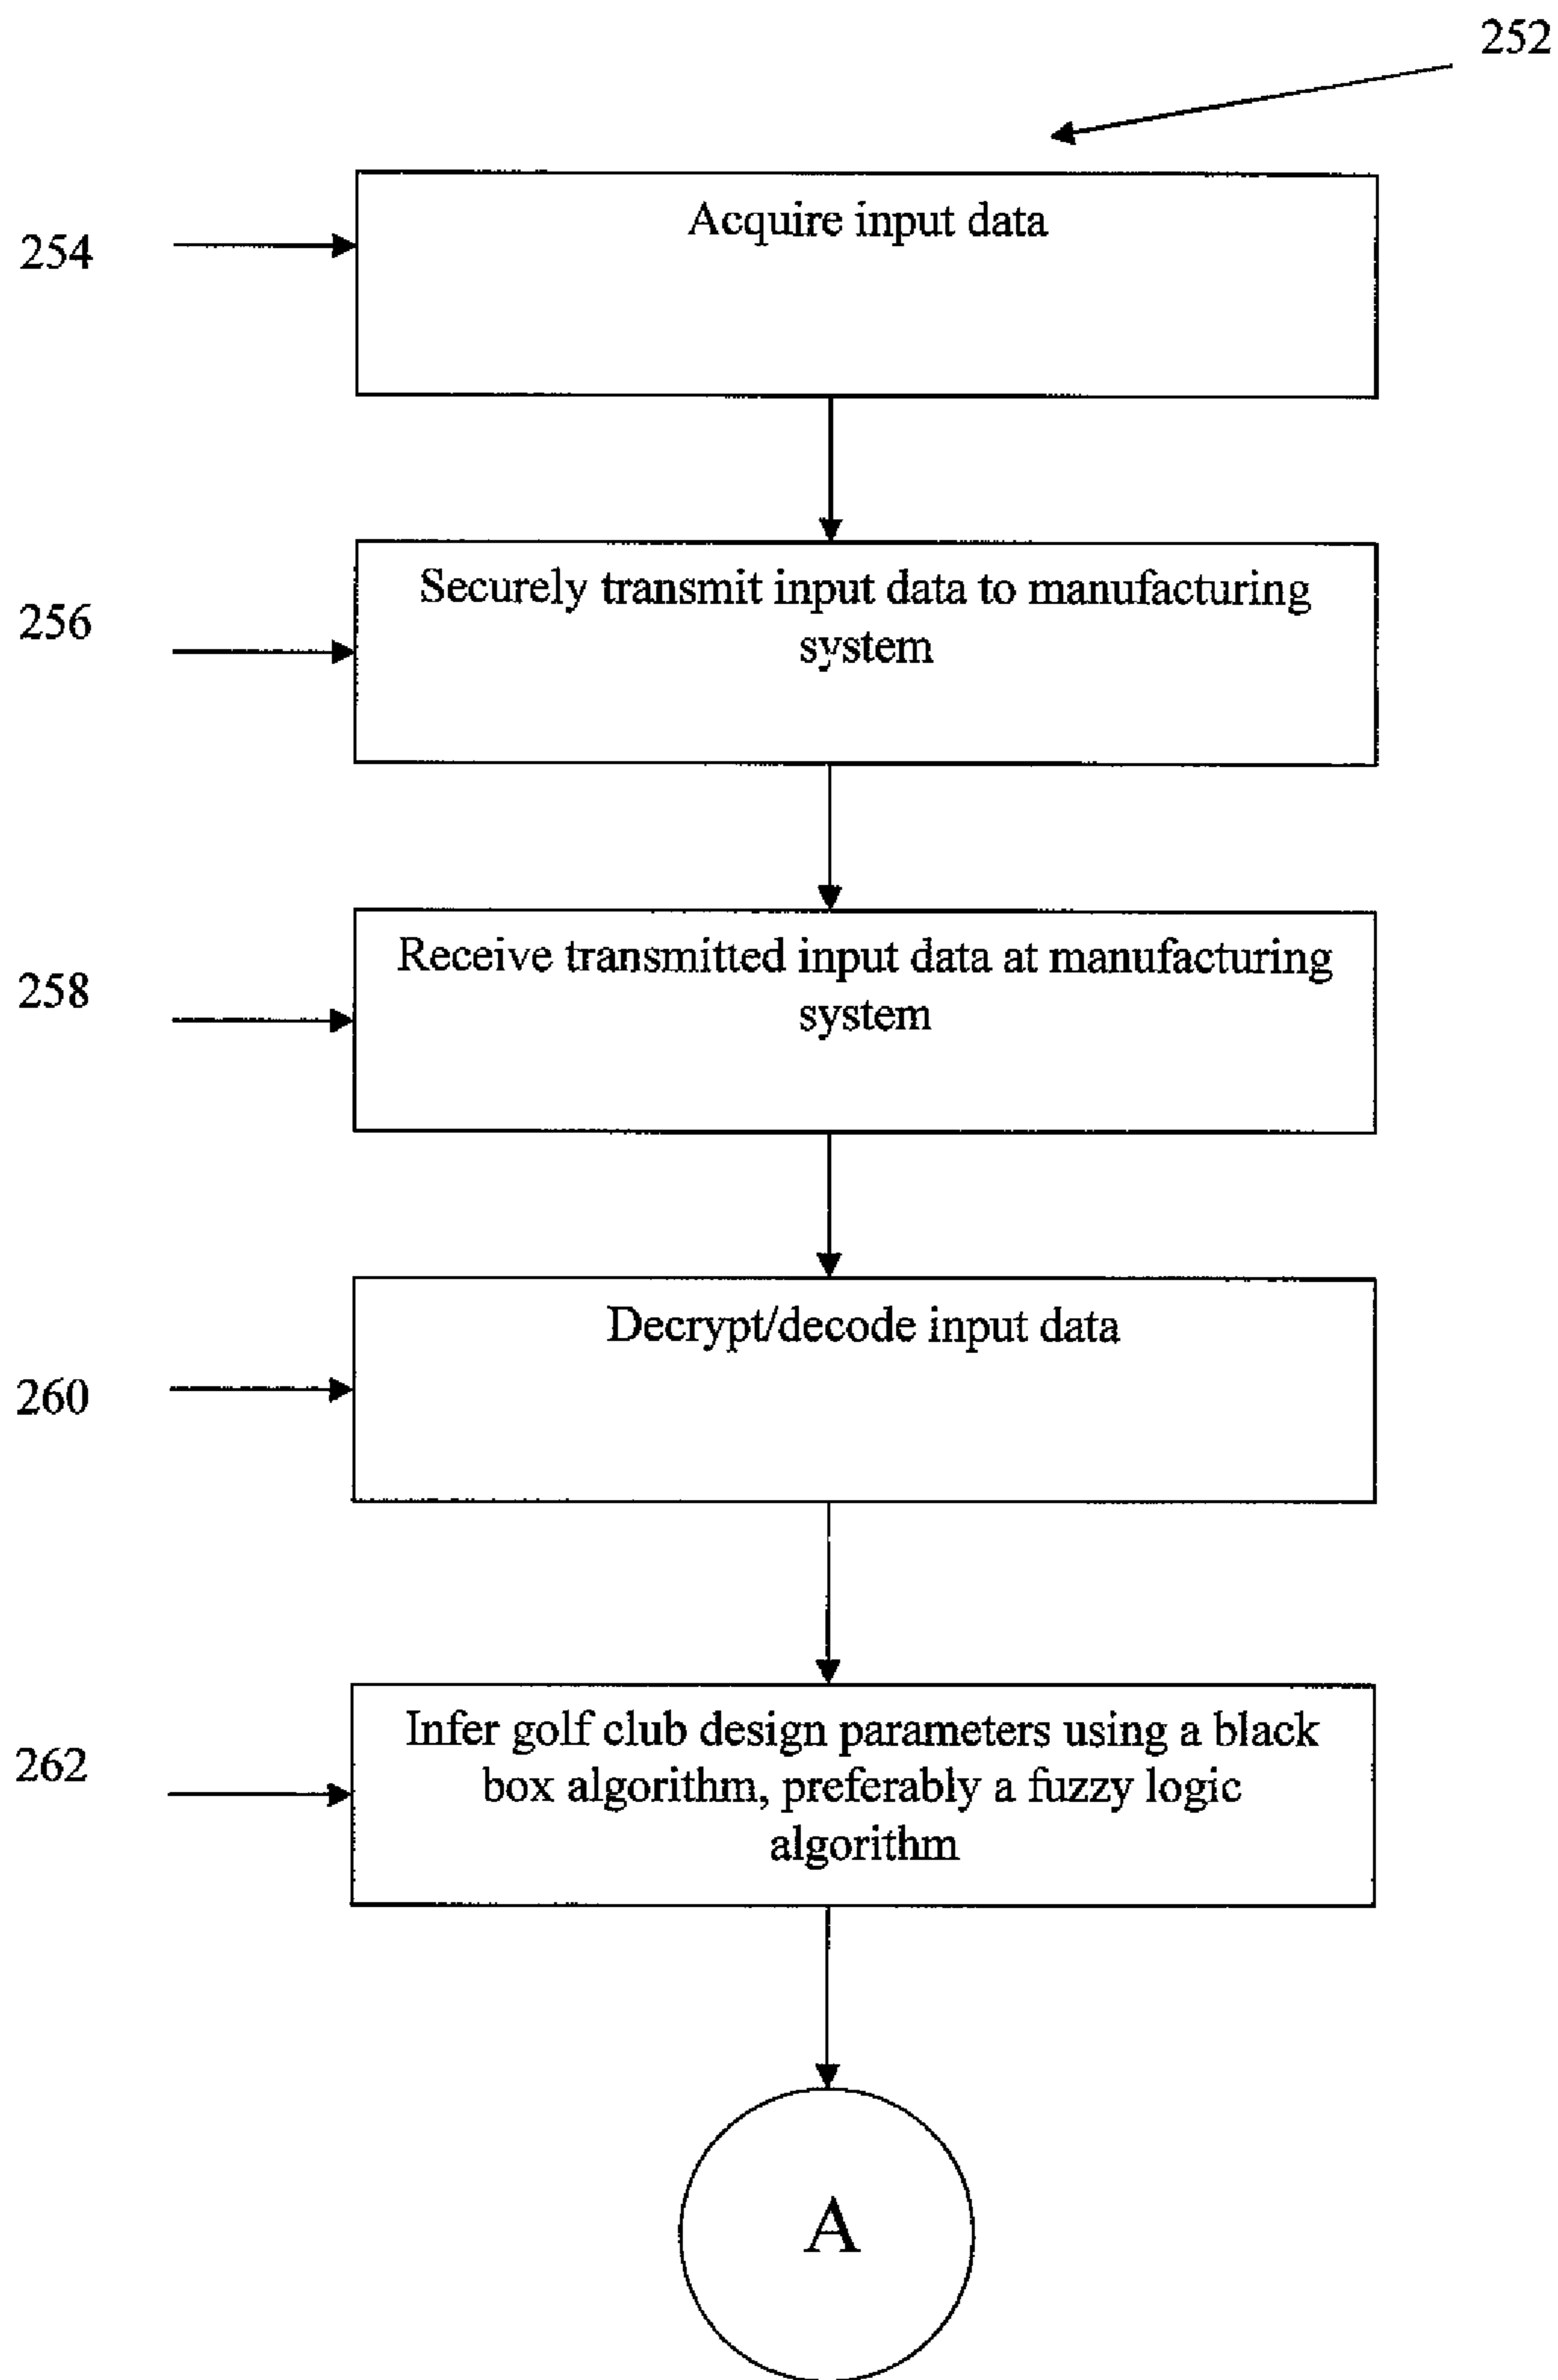 252
254
Acquire input data
256
Securely transmit input data to manufacturing
system
258
Receive transmitted input data at manufacturing
system
260
Decrypt/decode input data
262
Infer golf club design parameters using a black
box algorithm, preferably a fuzzy logic
algorithm
A